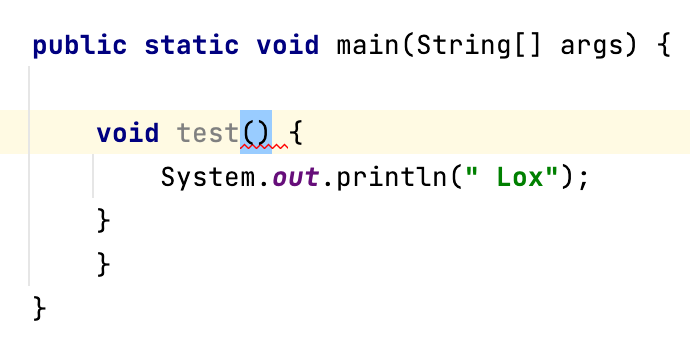 public static void main(String[] args) {
void test() {
System.out.println(" Lox");
}
}
}